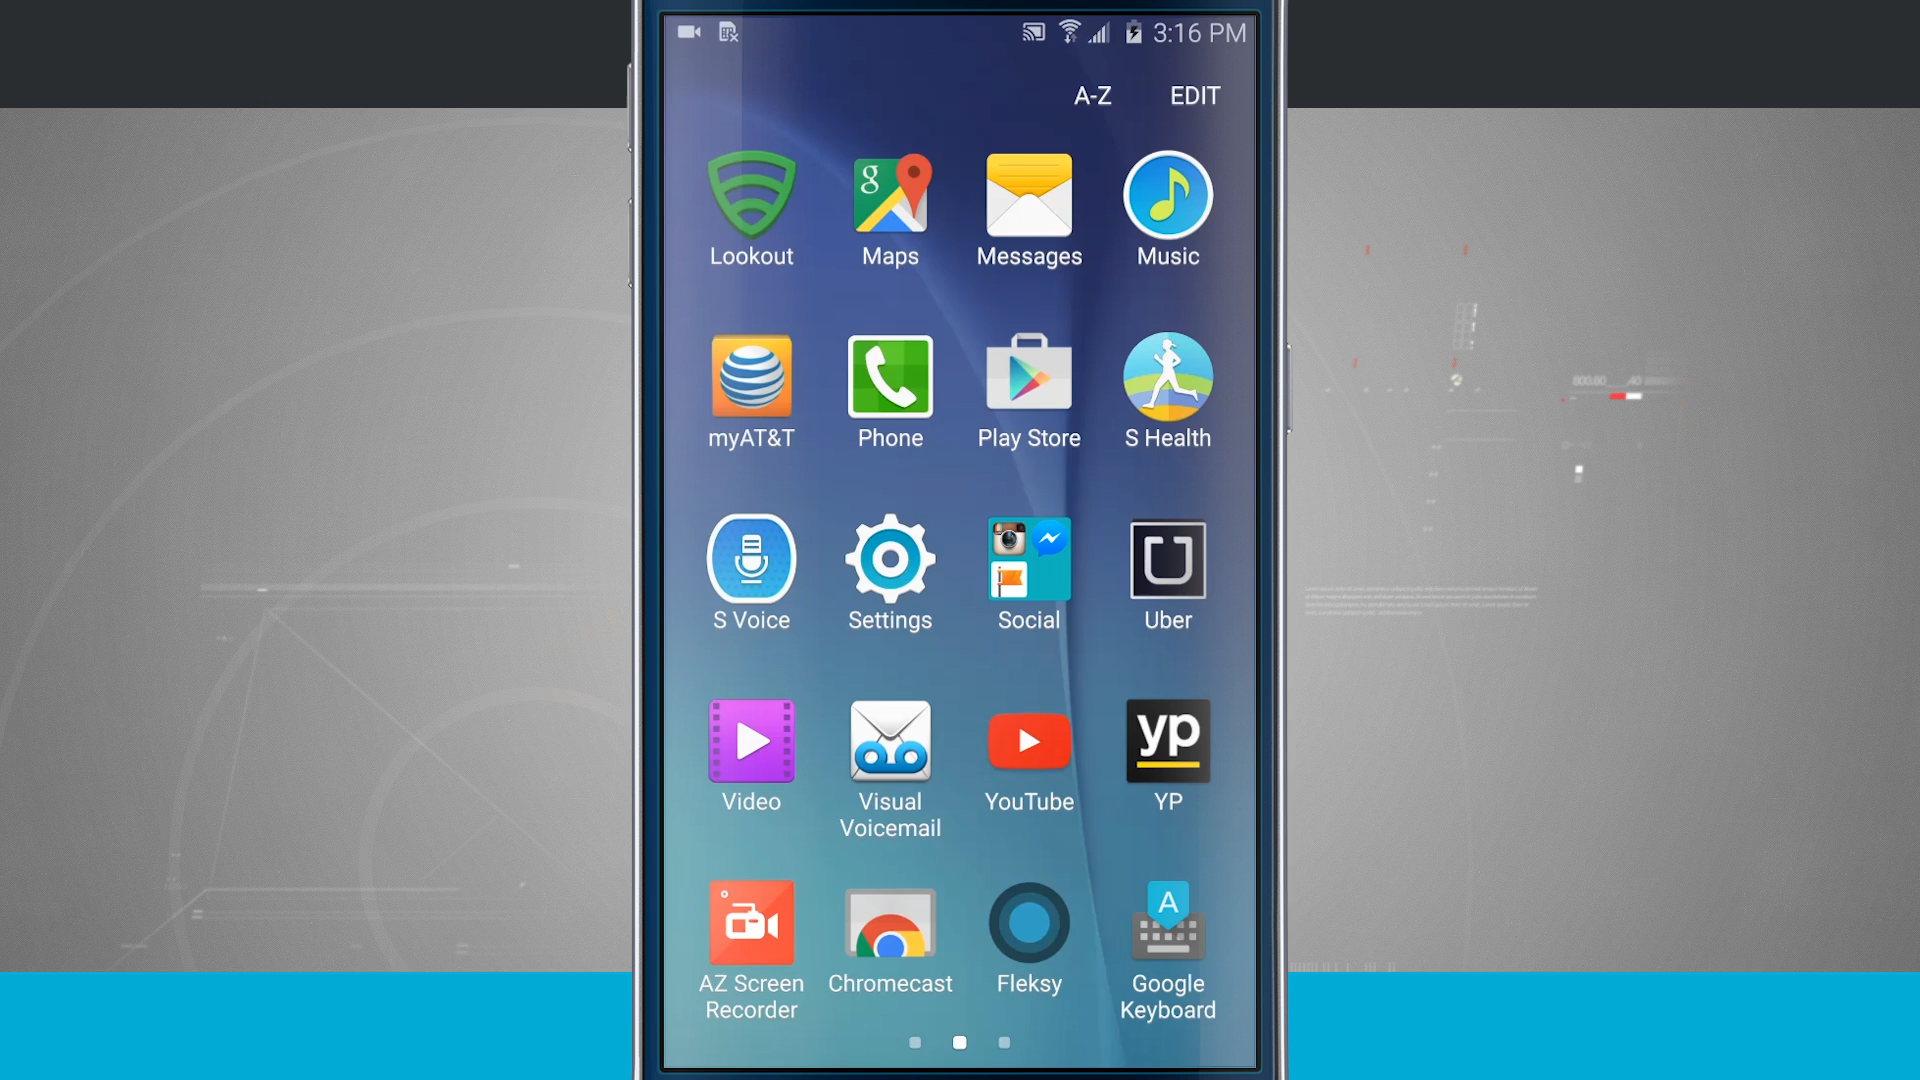 3:16 PM
A-Z EDIT
g
Lookout Maps Messages Music
myAT&T Phone Play Store S Health
S Voice Settings Social Uber
yp
Video Visual Voicemail YouTube YP
A
AZ Screen Recorder Chromecast Fleksy Google Keyboard